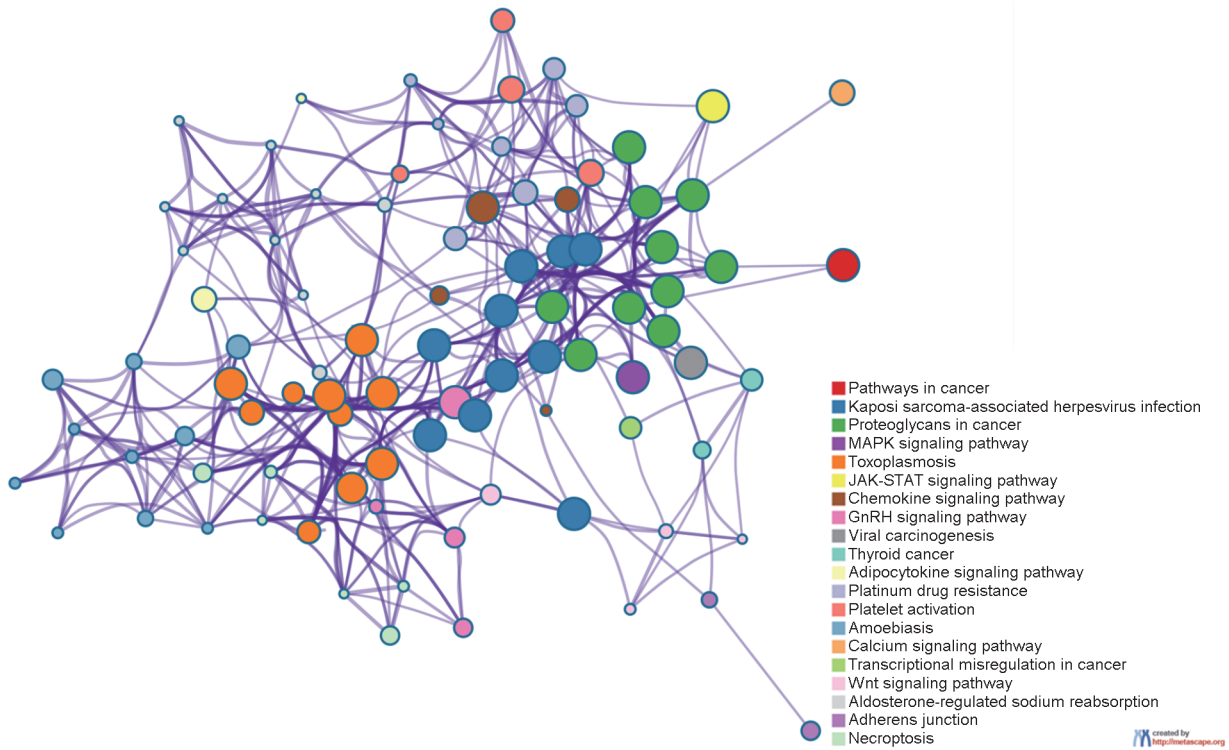 Pathways in cancer
Kaposi sarcoma-associated herpesvirus infection
Proteoglycans in cancer
MAPK signaling pathway
Toxoplasmosis
JAK-STAT signaling pathway
Chemokine signaling pathway
GnRH signaling pathway
Viral carcinogenesis
Thyroid cancer
Adipocytokine signaling pathway
Platinum drug resistance
Platelet activation
Amoebiasis
Calcium signaling pathway
Transcriptional misregulation in cancer
Wnt signaling pathway
Aldosterone-regulated sodium reabsorption
Adherens junction
Necroptosis
created by
http://metascape.org